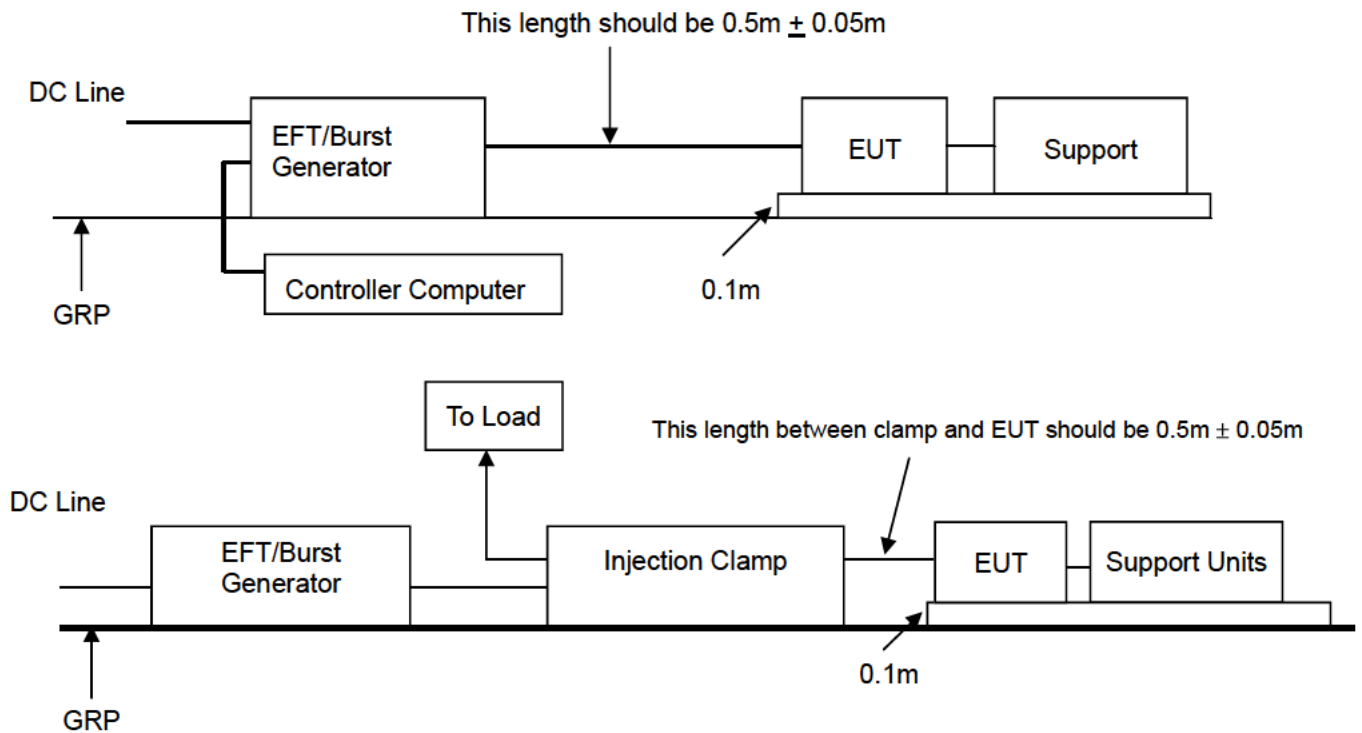 This length should be 0.5m ± 0.05m
DC Line
EFT/Burst
Generator
EUT
Support
Controller Computer
0.1m
GRP
To Load
This length between clamp and EUT should be 0.5m ± 0.05m
DC Line
EFT/Burst
Generator
Injection Clamp
EUT
Support Units
0.1m
GRP